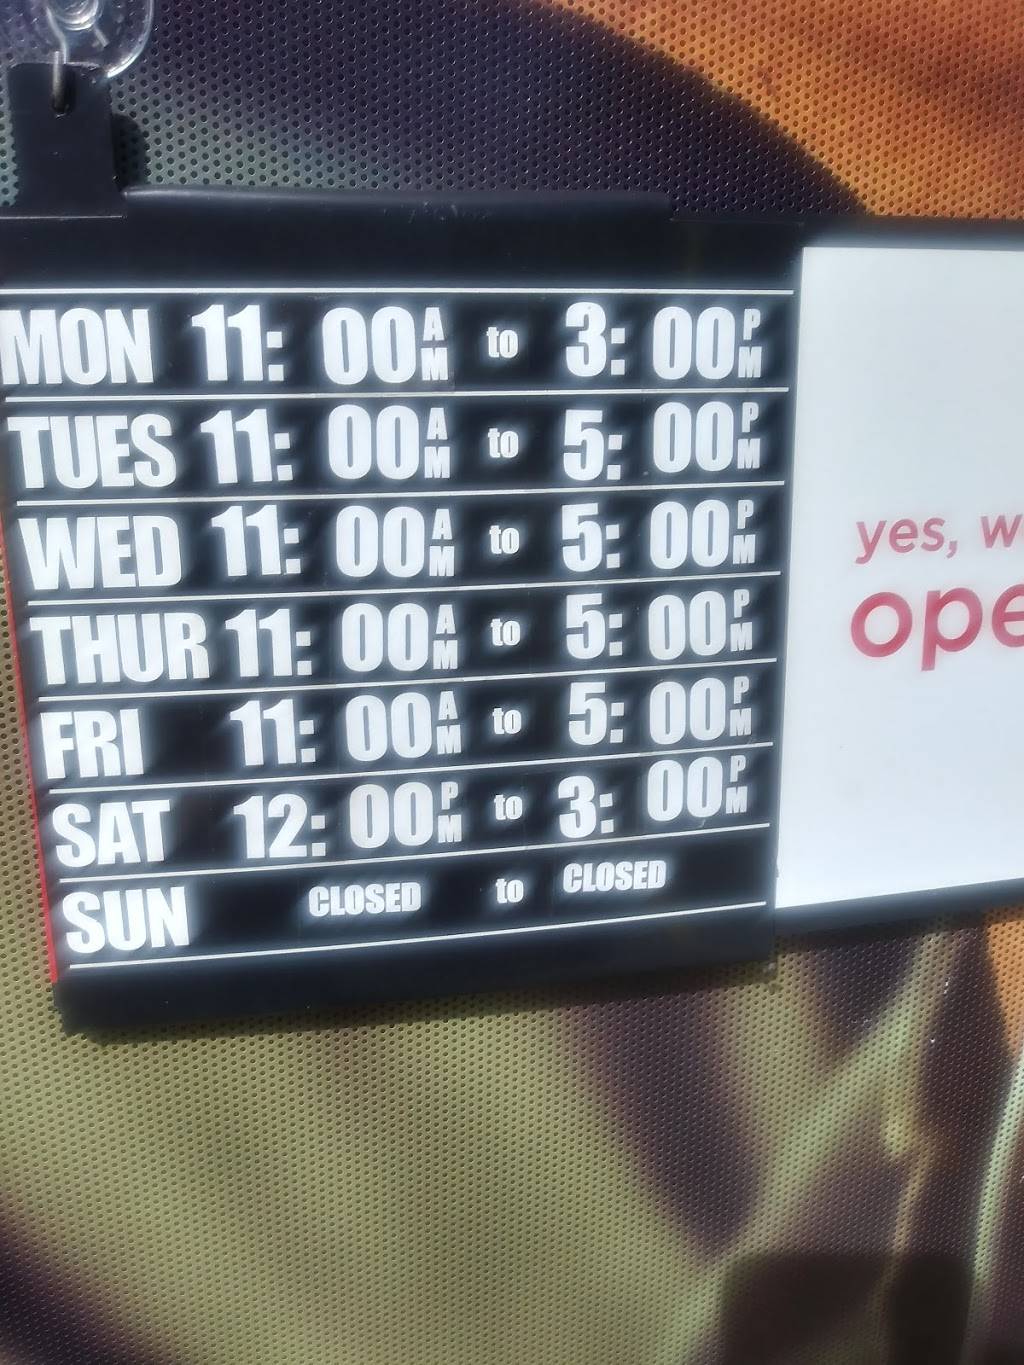 MON 11:00AM to 3:00PM
TUES 11:00AM to 5:00PM
WED 11:00AM to 5:00PM
THUR 11:00AM to 5:00PM
FRI 11:00AM to 5:00PM
SAT 12:00PM to 3:00PM
SUN CLOSED to CLOSED
yes, w
ope